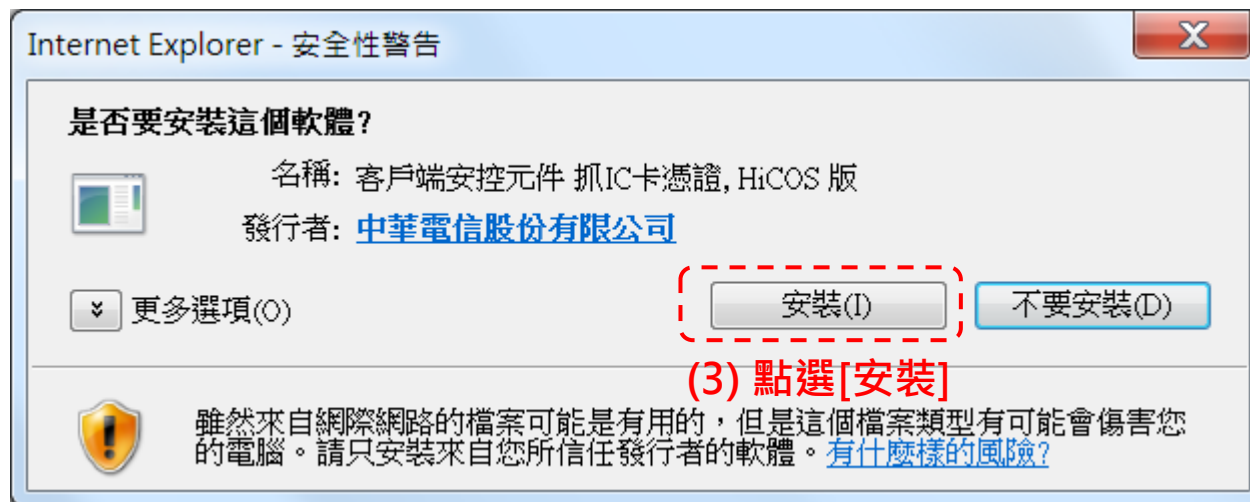 Internet Explorer - 安全性警告
是否要安裝這個軟體?
名稱: 客戶端安控元件 抓IC卡憑證, HiCOS 版
發行者: 中華電信股份有限公司
更多選項(O)
安裝(I)
不要安裝(D)
(3) 點選[安裝]
雖然來自網際網路的檔案可能是有用的，但是這個檔案類型有可能會傷害您
的電腦。請只安裝來自您所信任發行者的軟體。有什麼樣的風險?